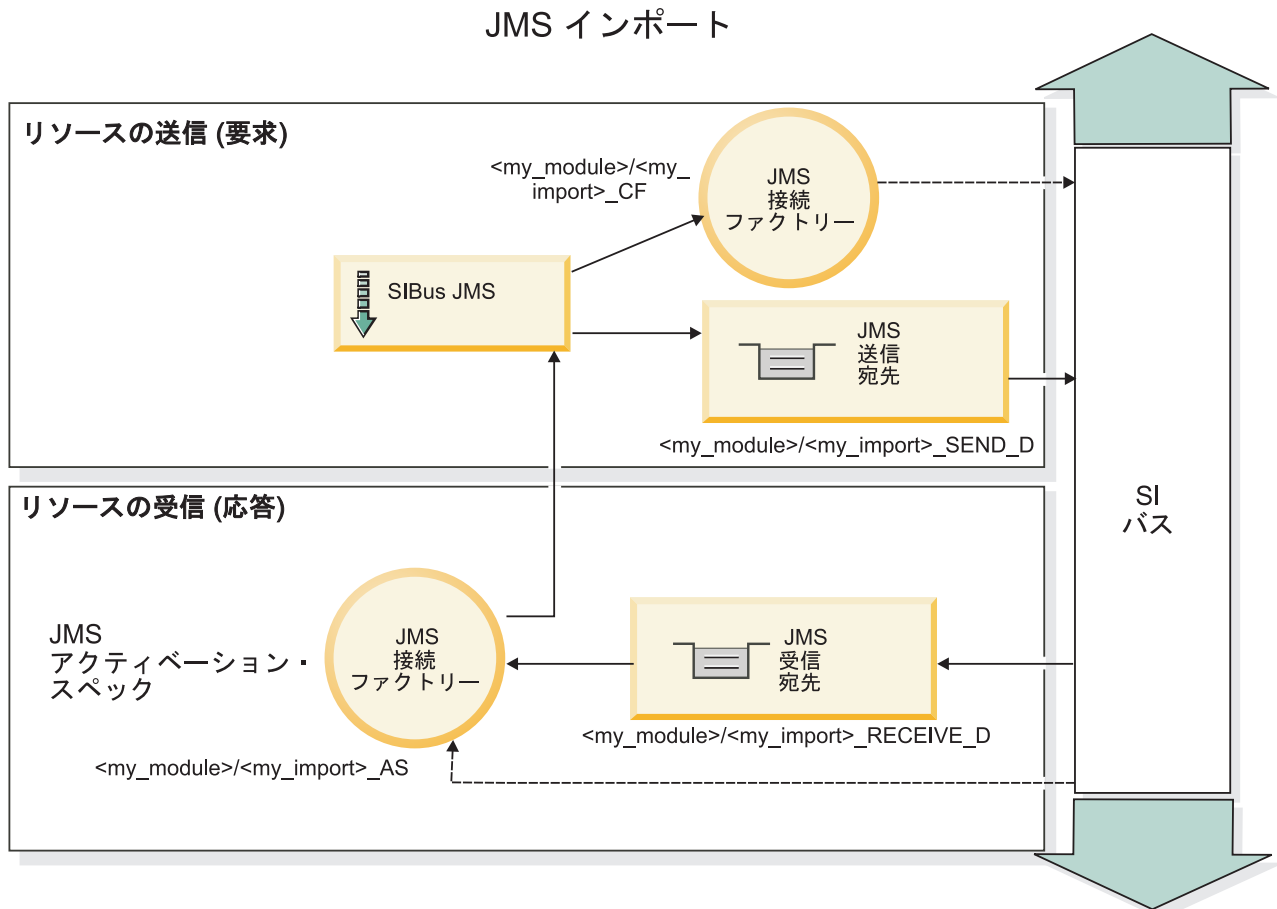 JMS インポート
リソースの送信 (要求)
<my_module>/<my_
import>_CF
JMS
接続
ファクトリー
SIBus JMS
JMS
送信
宛先
<my_module>/<my_import>_SEND_D
SI
バス
リソースの受信 (応答)
JMS
アクティベーション・
スペック
JMS
接続
ファクトリー
JMS
受信
宛先
<my_module>/<my_import>_RECEIVE_D
<my_module>/<my_import>_AS